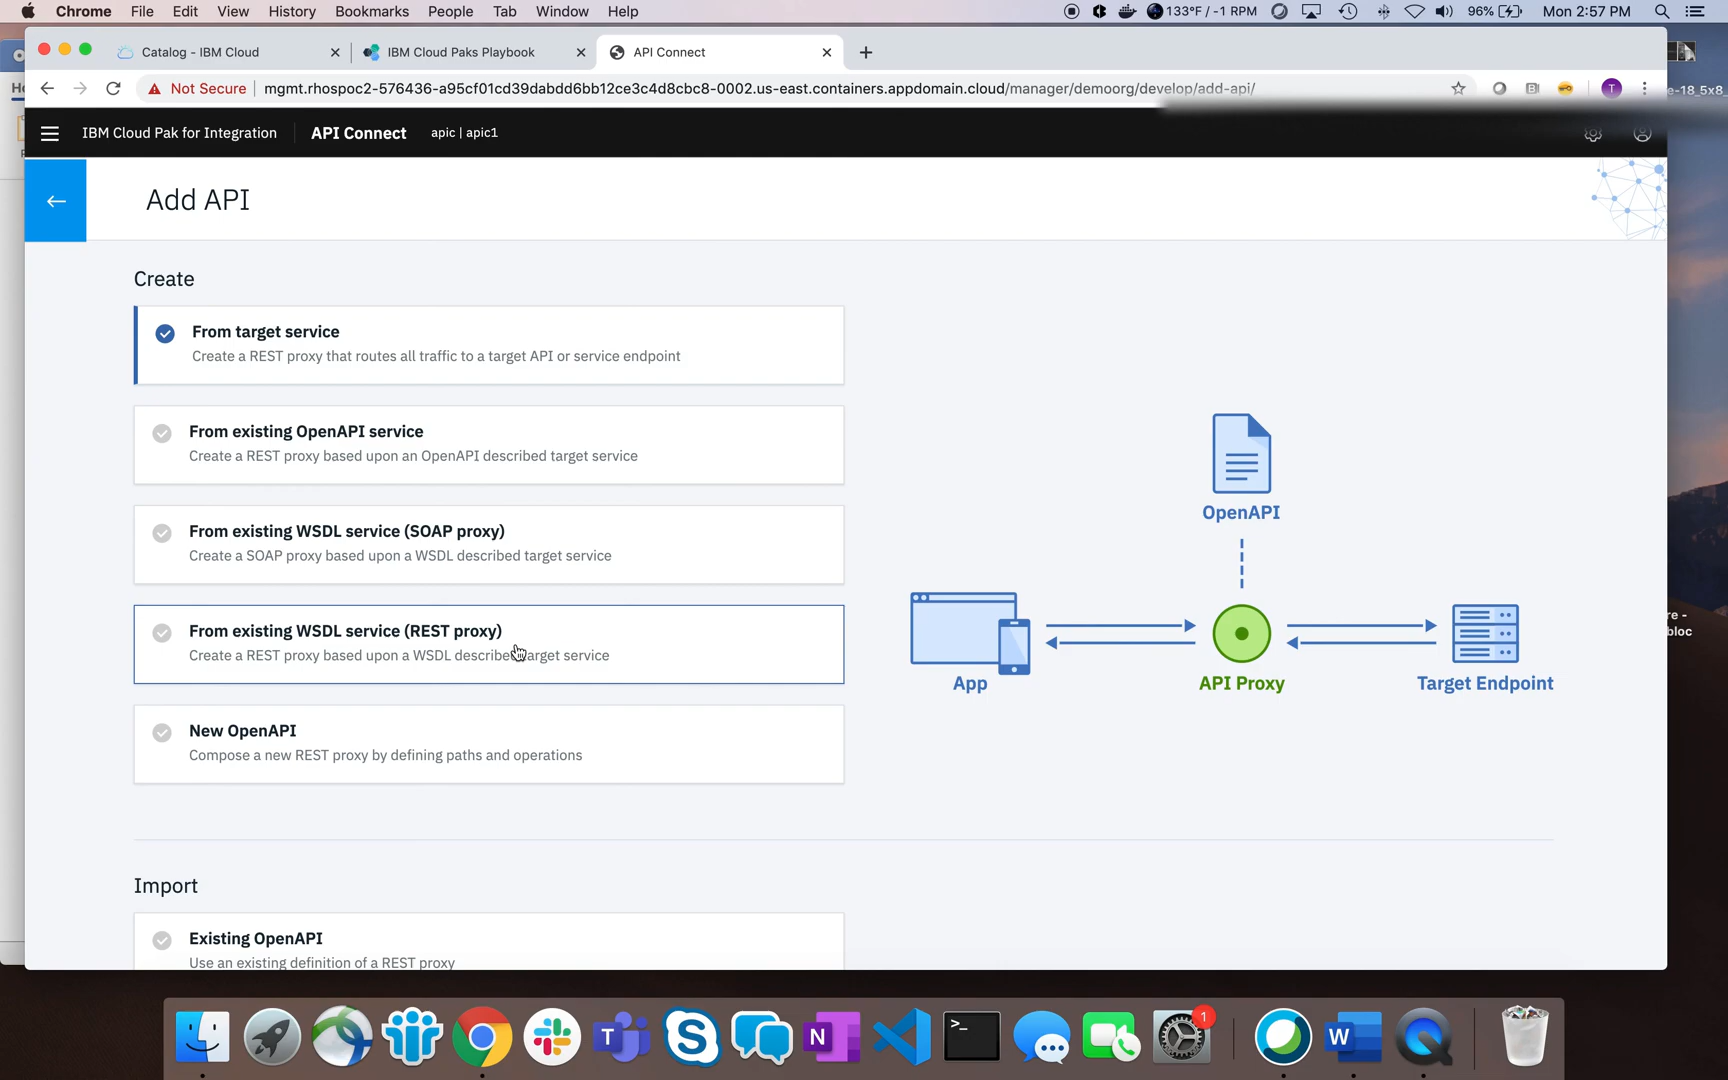 Chrome File Edit View History Bookmarks People Tab Window Help 133°F / -1 RPM 96% Mon 2:57 PM
Catalog - IBM Cloud IBM Cloud Paks Playbook API Connect
Not Secure mgmt.rhospoc2-576436-a95cf01cd39dabdd6bb12ce3c4d8cbc8-0002.us-east.containers.appdomain.cloud/manager/demoorg/develop/add-api/ T
e-18_5x8_
IBM Cloud Pak for Integration API Connect apic | apic1
Add API
Create
From target service
Create a REST proxy that routes all traffic to a target API or service endpoint
From existing OpenAPI service
Create a REST proxy based upon an OpenAPI described target service
From existing WSDL service (SOAP proxy)
Create a SOAP proxy based upon a WSDL described target service
From existing WSDL service (REST proxy)
Create a REST proxy based upon a WSDL described target service
New OpenAPI
Compose a new REST proxy by defining paths and operations
OpenAPI
App API Proxy Target Endpoint
re -
bloc
Import
Existing OpenAPI
Use an existing definition of a REST proxy
T S N >_ 1 W